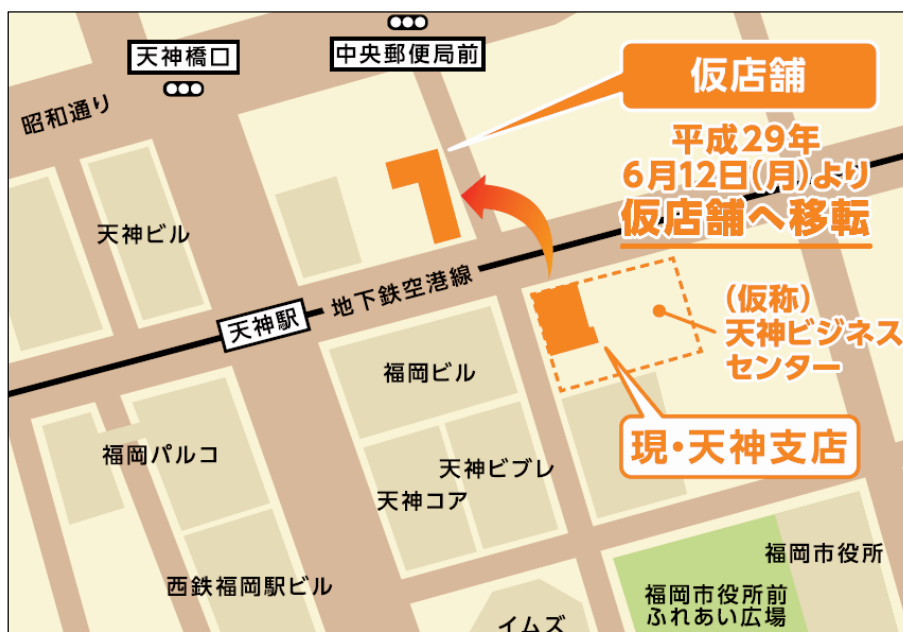 天神橋口
中央郵便局前
仮店舗
昭和通り
平成29年
6月12日(月)より
仮店舗へ移転
天神ビル
地下鉄空港線
天神駅
(仮称)
天神ビジネス
センター
福岡ビル
現・天神支店
福岡パルコ
天神ビブレ
天神コア
福岡市役所
西鉄福岡駅ビル
福岡市役所前
ふれあい広場
イムズ